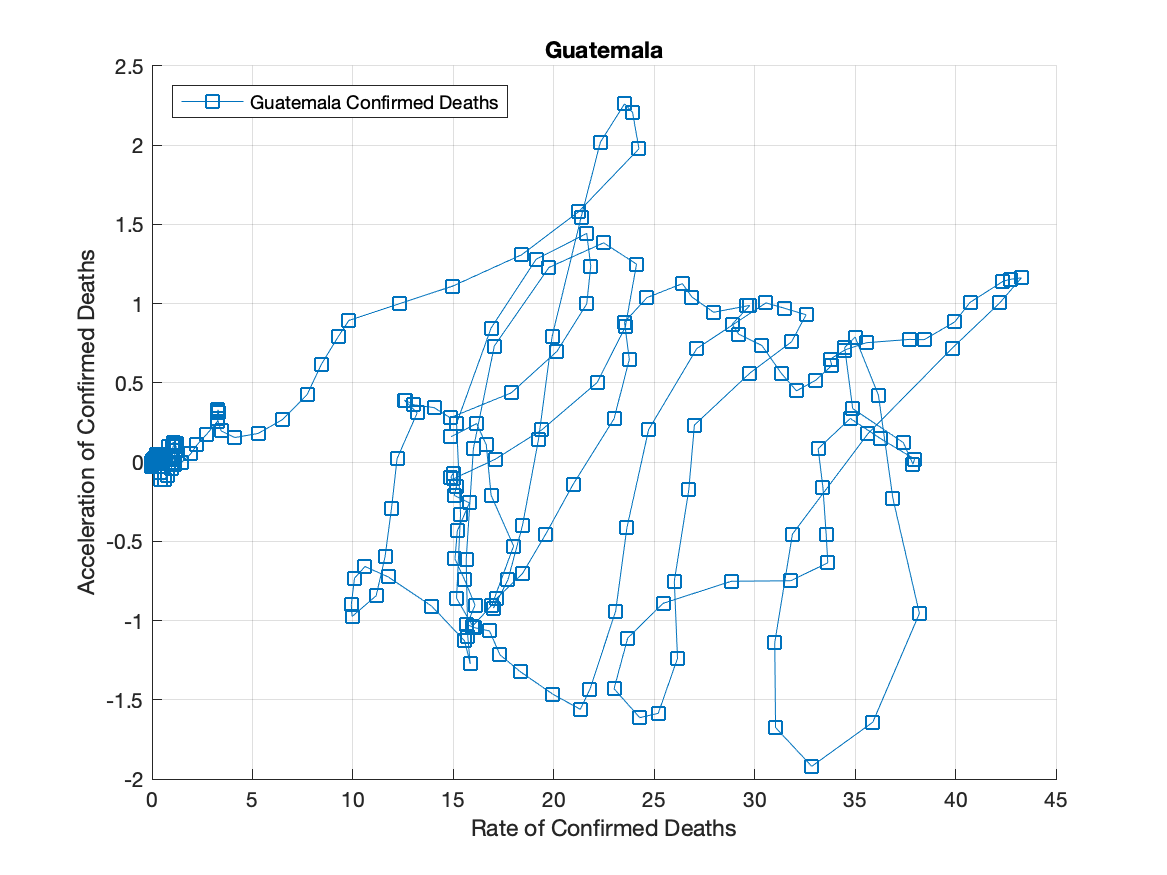 Guatemala
Guatemala Confirmed Deaths
2.5
2
1.5
1
0.5
0
-0.5
-1
-1.5
-2
Acceleration of Confirmed Deaths
0 5 10 15 20 25 30 35 40 45
Rate of Confirmed Deaths